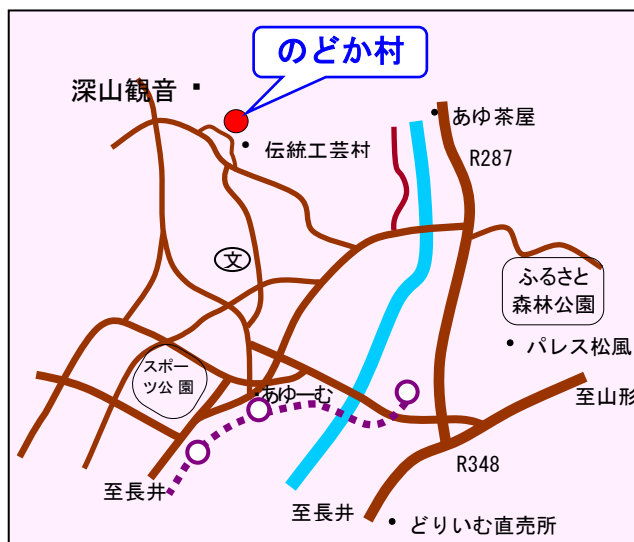 のどか村
深山観音
あゆ茶屋
伝統工芸村
R287
文
ふるさと
森林公園
パレス松風
スポー
ツ公園
あゆーむ
至山形
R348
至長井
至長井
どりいむ直売所